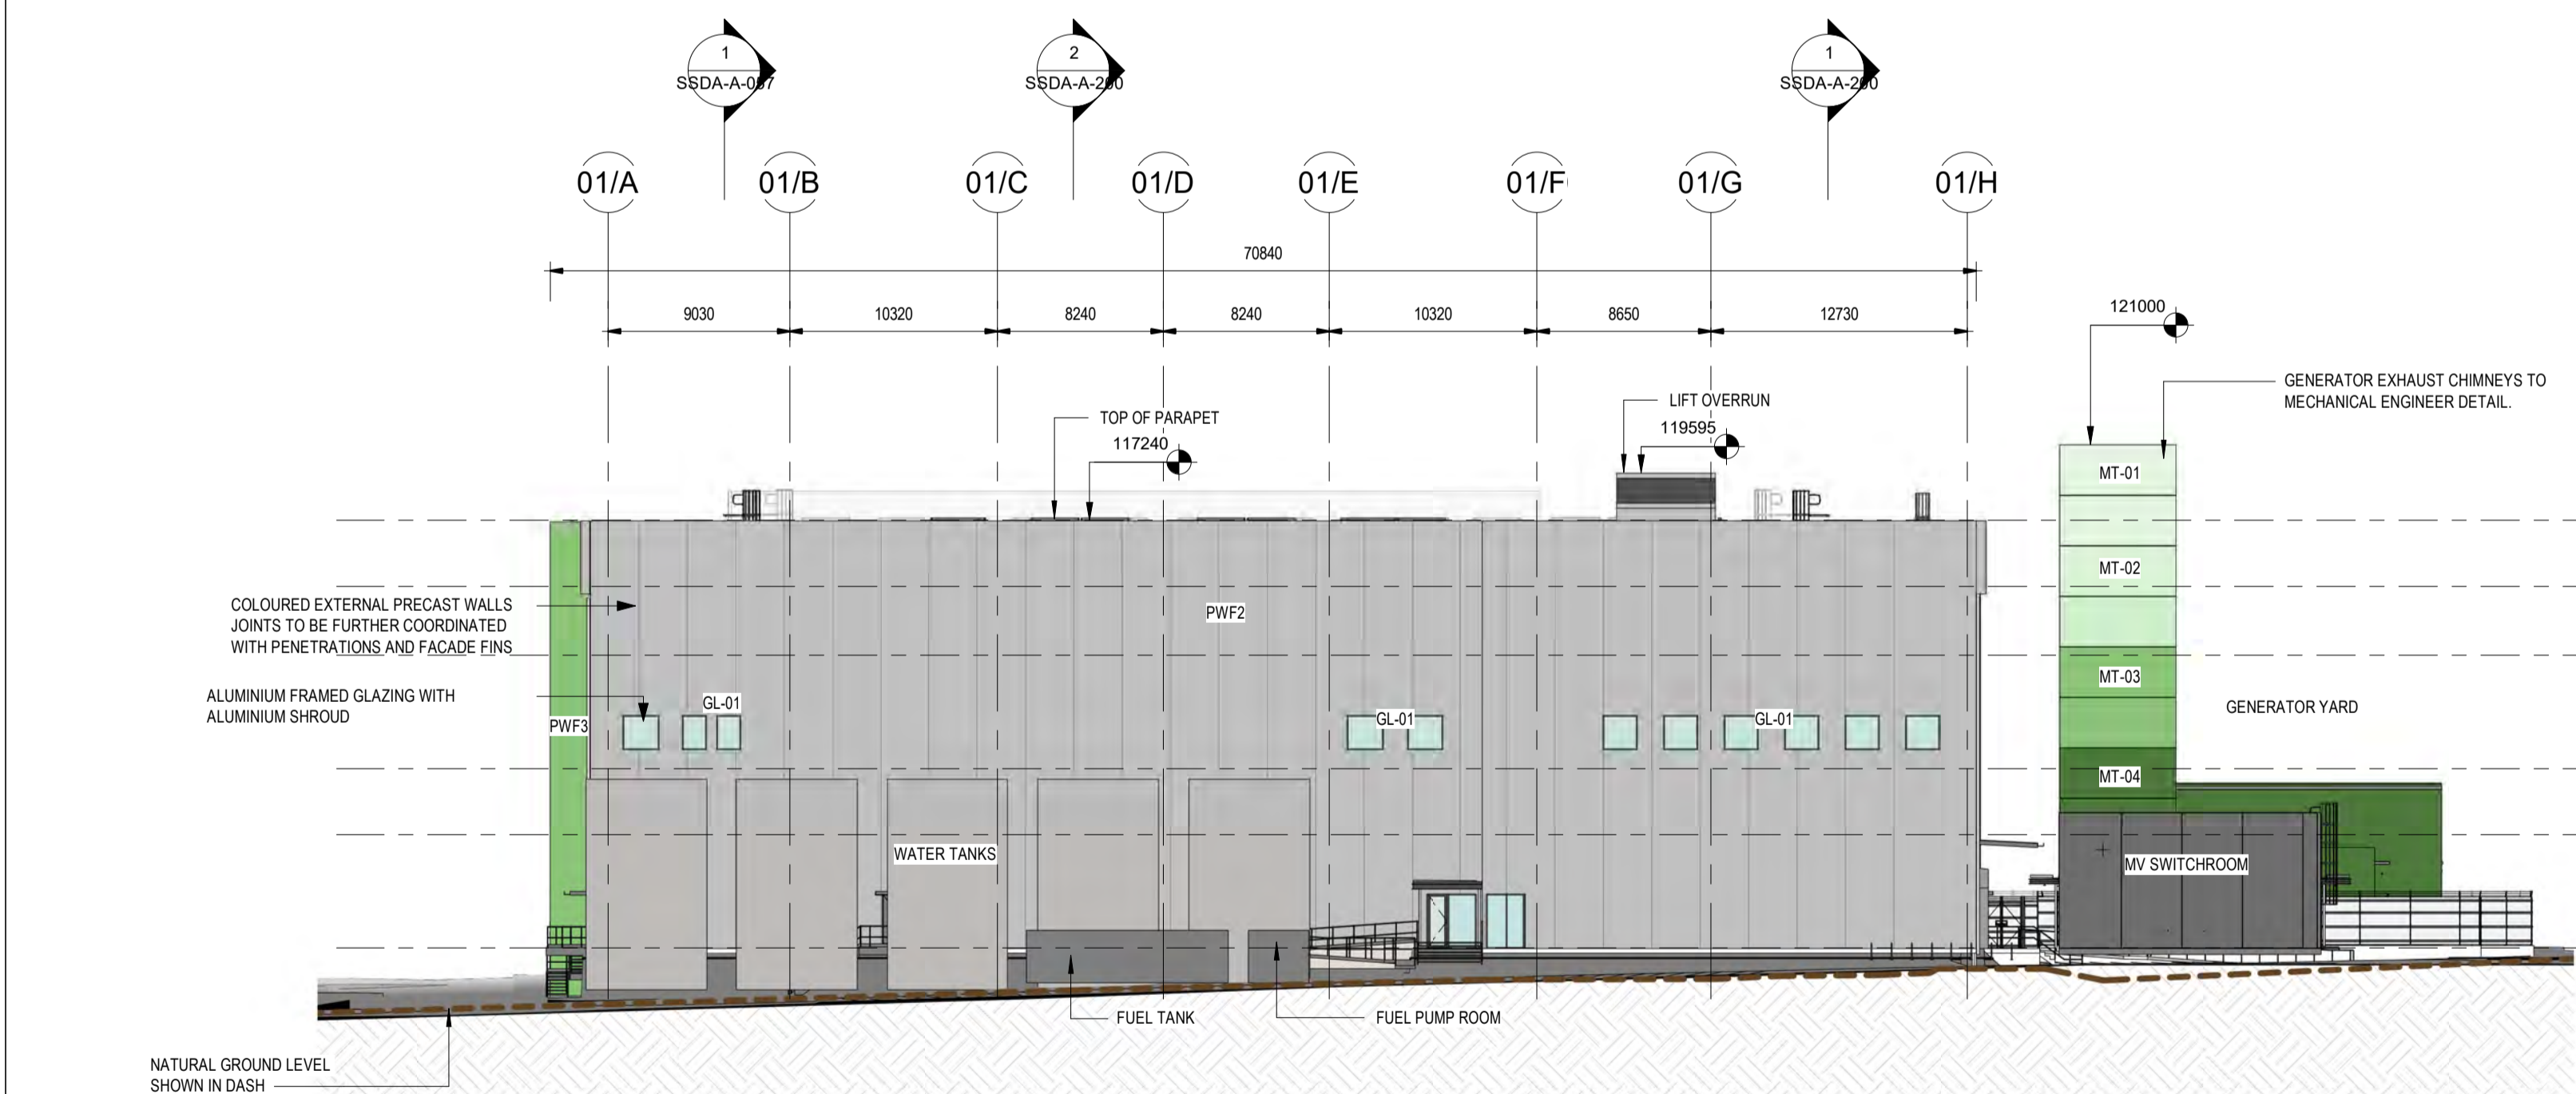 1
SSDA-A-057
2
SSDA-A-200
1
SSDA-A-200
01/A
01/B
01/C
01/D
01/E
01/F
01/G
01/H
70840
9030
10320
8240
8240
10320
8650
12730
121000
GENERATOR EXHAUST CHIMNEYS TO
MECHANICAL ENGINEER DETAIL.
TOP OF PARAPET
117240
LIFT OVERRUN
119595
MT-01
MT-02
COLOURED EXTERNAL PRECAST WALLS
JOINTS TO BE FURTHER COORDINATED
WITH PENETRATIONS AND FACADE FINS
PWF2
MT-03
ALUMINIUM FRAMED GLAZING WITH
ALUMINIUM SHROUD
PWF3
GL-01
GL-01
GL-01
GENERATOR YARD
MT-04
WATER TANKS
MV SWITCHROOM
FUEL TANK
FUEL PUMP ROOM
NATURAL GROUND LEVEL
SHOWN IN DASH